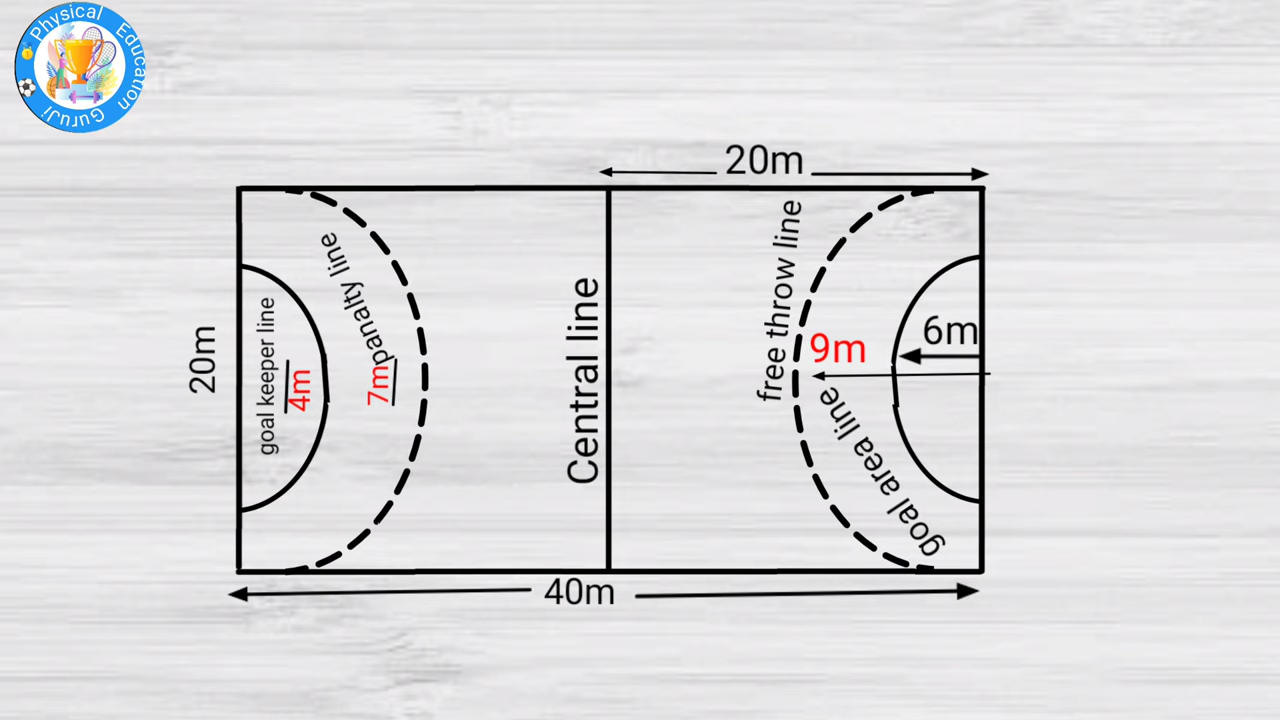 Physical Education Guruji
20m
20m
goal keeper line
4m
panalty line
7m
Central line
free throw line
9m
6m
goal area line
40m